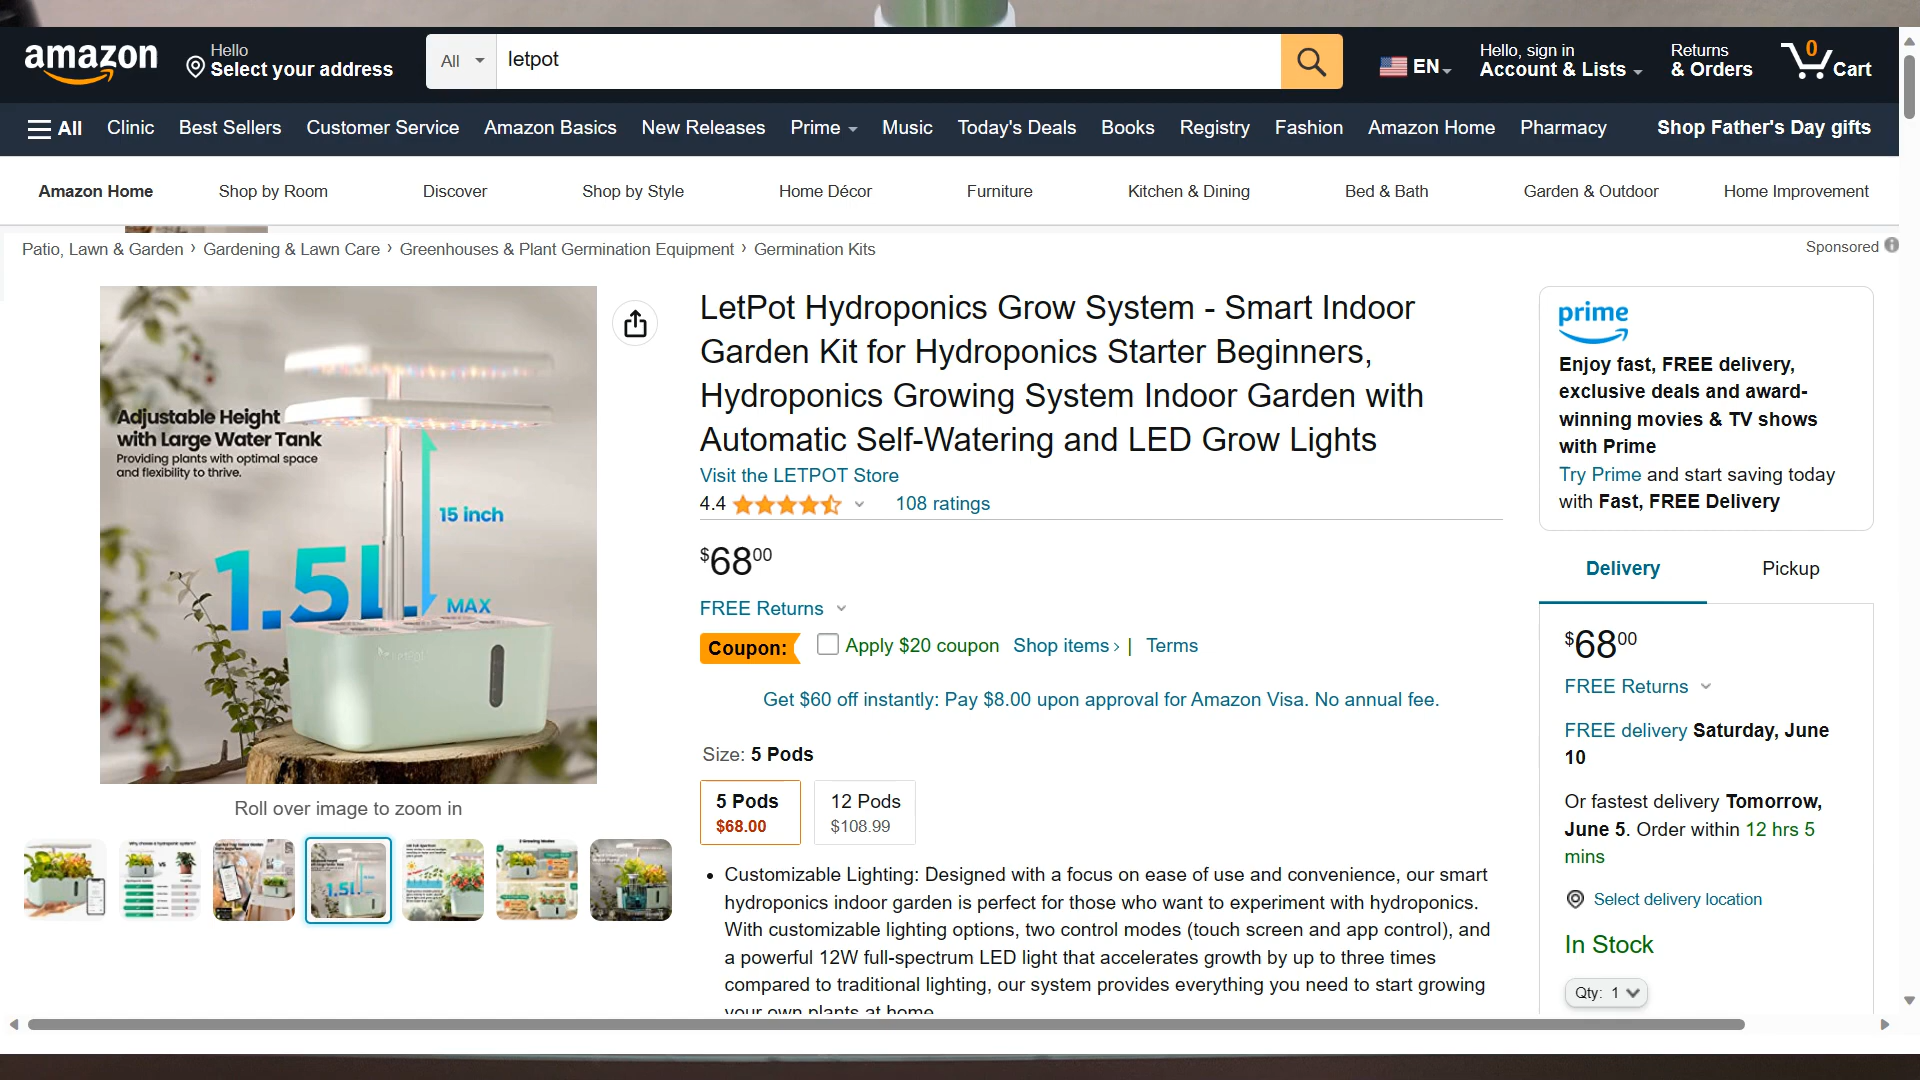 amazon
Hello
Select your address
All
letpot
EN
Hello, sign in
Account & Lists
Returns
& Orders
0
Cart
All
Clinic
Best Sellers
Customer Service
Amazon Basics
New Releases
Prime
Music
Today's Deals
Books
Registry
Fashion
Amazon Home
Pharmacy
Shop Father's Day gifts
Amazon Home
Shop by Room
Discover
Shop by Style
Home Décor
Furniture
Kitchen & Dining
Bed & Bath
Garden & Outdoor
Home Improvement
Patio, Lawn & Garden › Gardening & Lawn Care › Greenhouses & Plant Germination Equipment › Germination Kits
Sponsored
Adjustable Height
with Large Water Tank
Providing plants with optimal space
and flexibility to thrive.
15 inch
1.5L
MAX
Roll over image to zoom in
LetPot Hydroponics Grow System - Smart Indoor
Garden Kit for Hydroponics Starter Beginners,
Hydroponics Growing System Indoor Garden with
Automatic Self-Watering and LED Grow Lights
Visit the LETPOT Store
4.4
108 ratings
$6800
FREE Returns
Coupon:
Apply $20 coupon
Shop items › | Terms
Get $60 off instantly: Pay $8.00 upon approval for Amazon Visa. No annual fee.
Size: 5 Pods
5 Pods
$68.00
12 Pods
$108.99
• Customizable Lighting: Designed with a focus on ease of use and convenience, our smart
hydroponics indoor garden is perfect for those who want to experiment with hydroponics.
With customizable lighting options, two control modes (touch screen and app control), and
a powerful 12W full-spectrum LED light that accelerates growth by up to three times
compared to traditional lighting, our system provides everything you need to start growing
your own plants at home.
prime
Enjoy fast, FREE delivery,
exclusive deals and award-
winning movies & TV shows
with Prime
Try Prime and start saving today
with Fast, FREE Delivery
Delivery
Pickup
$6800
FREE Returns
FREE delivery Saturday, June
10
Or fastest delivery Tomorrow,
June 5. Order within 12 hrs 5
mins
Select delivery location
In Stock
Qty: 1